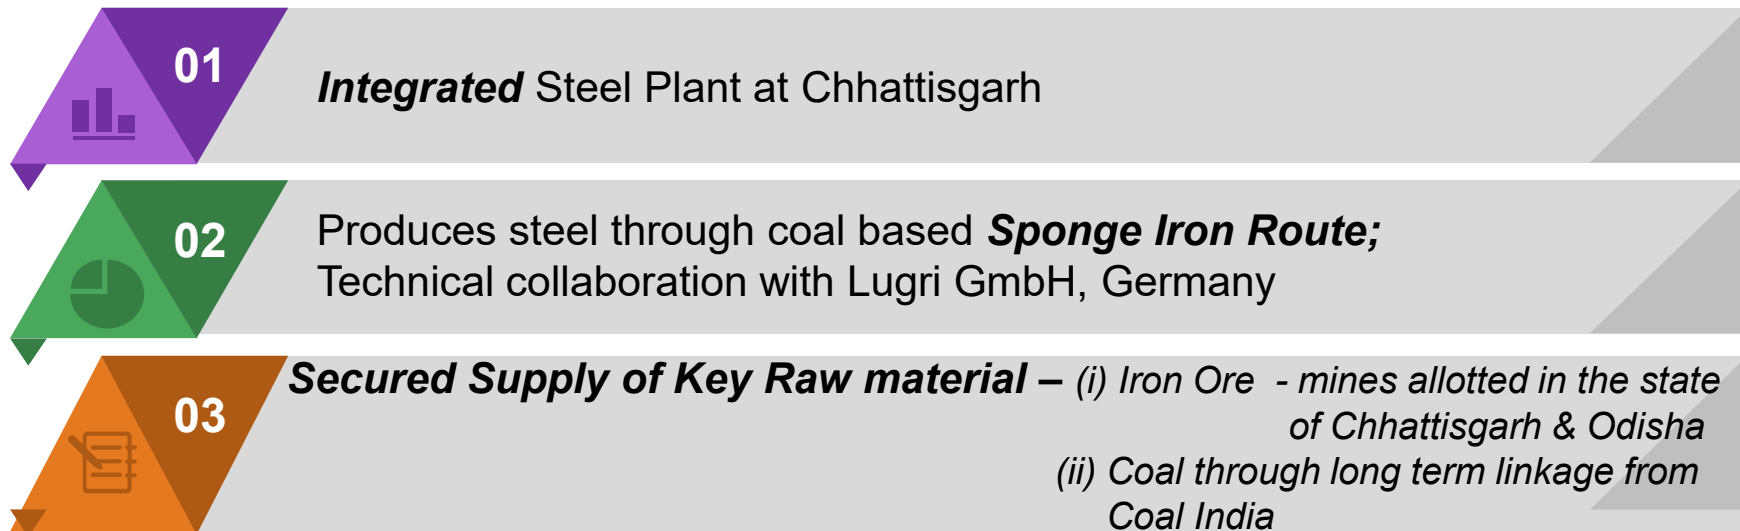 01
Integrated Steel Plant at Chhattisgarh
02
Produces steel through coal based Sponge Iron Route;
Technical collaboration with Lugri GmbH, Germany
03
Secured Supply of Key Raw material – (i) Iron Ore - mines allotted in the state
of Chhattisgarh & Odisha
(ii) Coal through long term linkage from
Coal India